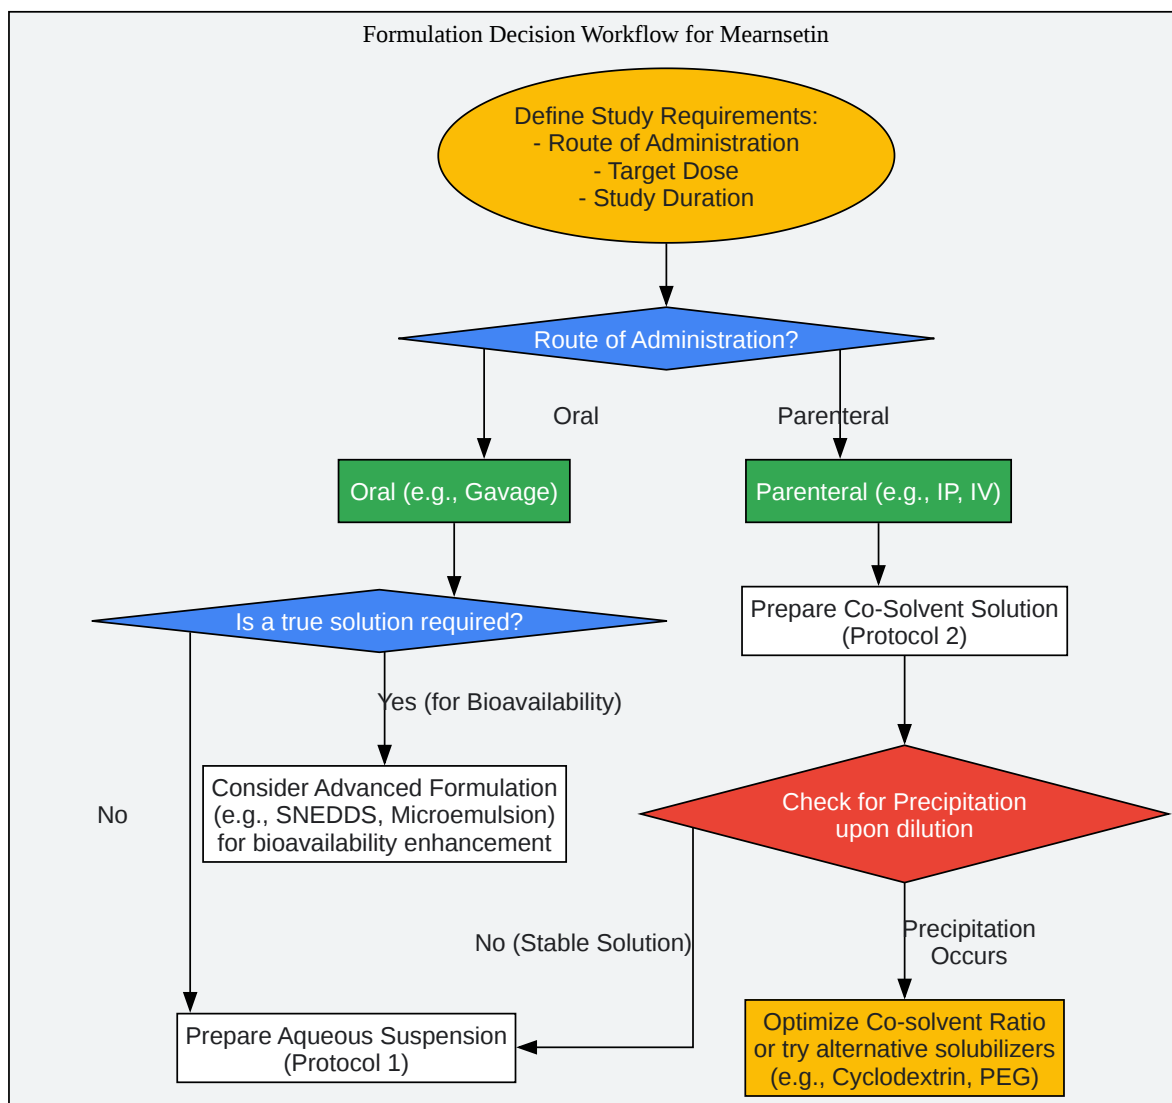 Formulation Decision Workflow for Mearnsetin
Define Study Requirements:
- Route of Administration
- Target Dose
- Study Duration
Route of Administration?
Oral
Parenteral
Oral (e.g., Gavage)
Parenteral (e.g., IP, IV)
Is a true solution required?
Prepare Co-Solvent Solution
(Protocol 2)
Yes (for Bioavailability)
No
Consider Advanced Formulation
(e.g., SNEDDS, Microemulsion)
for bioavailability enhancement
Check for Precipitation
upon dilution
No (Stable Solution)
Precipitation
Occurs
Prepare Aqueous Suspension
(Protocol 1)
Optimize Co-solvent Ratio
or try alternative solubilizers
(e.g., Cyclodextrin, PEG)